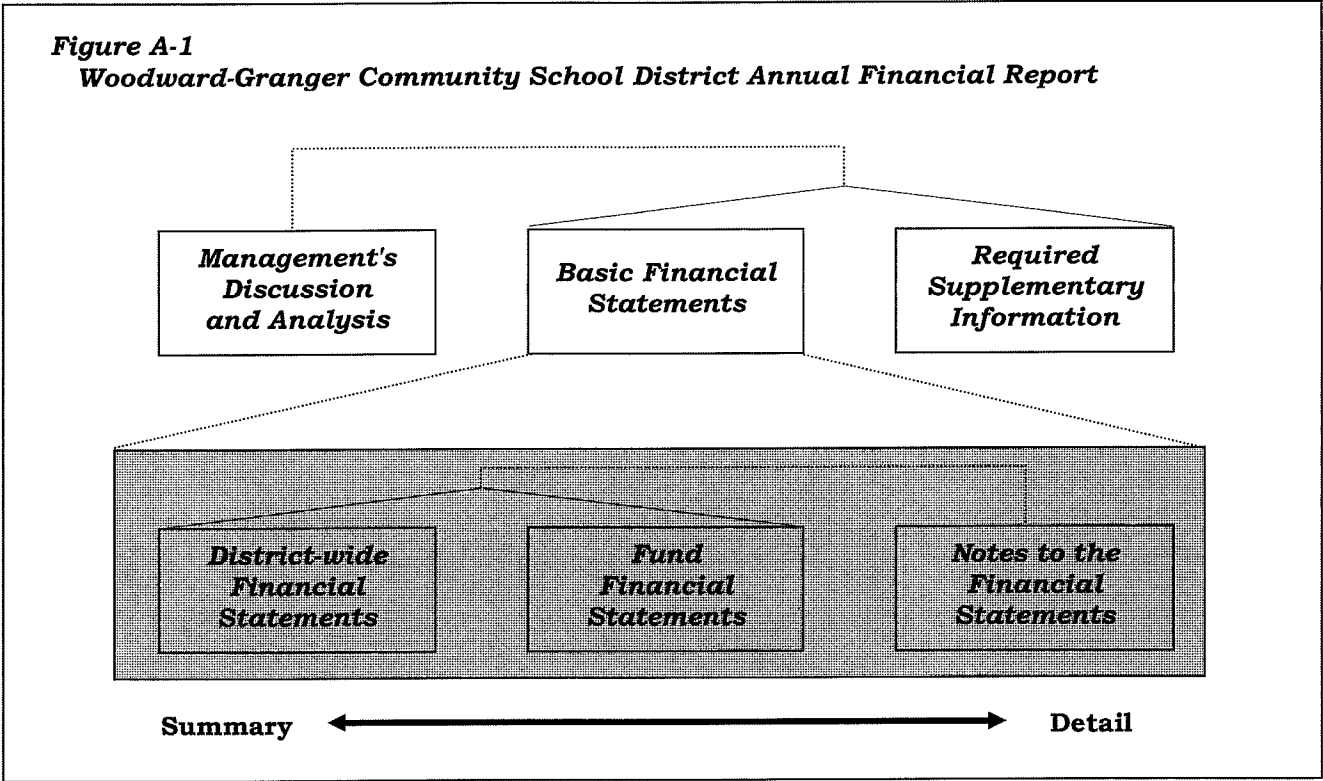 Figure A-1
Woodward-Granger Community School District Annual Financial Report
Management's
Discussion
and Analysis
Basic Financial
Statements
Required
Supplementary
Information
District-wide
Financial
Statements
Fund
Financial
Statements
Notes to the
Financial
Statements
Summary
Detail